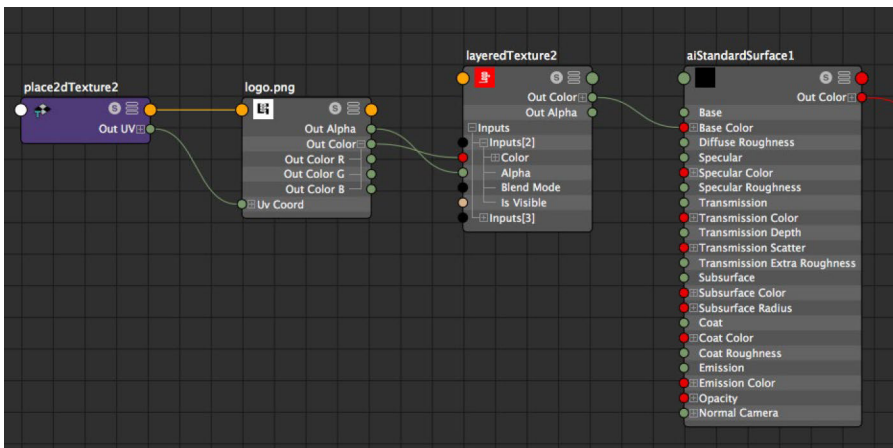 place2dTexture2
Out UV
logo.png
Out Alpha
Out Color
Out Color R
Out Color G
Out Color B
Uv Coord
layeredTexture2
Out Color
Out Alpha
Inputs
Inputs[2]
Color
Alpha
Blend Mode
Is Visible
Inputs[3]
aiStandardSurface1
Out Color
Base
Base Color
Diffuse Roughness
Specular
Specular Color
Specular Roughness
Transmission
Transmission Color
Transmission Depth
Transmission Scatter
Transmission Extra Roughness
Subsurface
Subsurface Color
Subsurface Radius
Coat
Coat Color
Coat Roughness
Emission
Emission Color
Opacity
Normal Camera